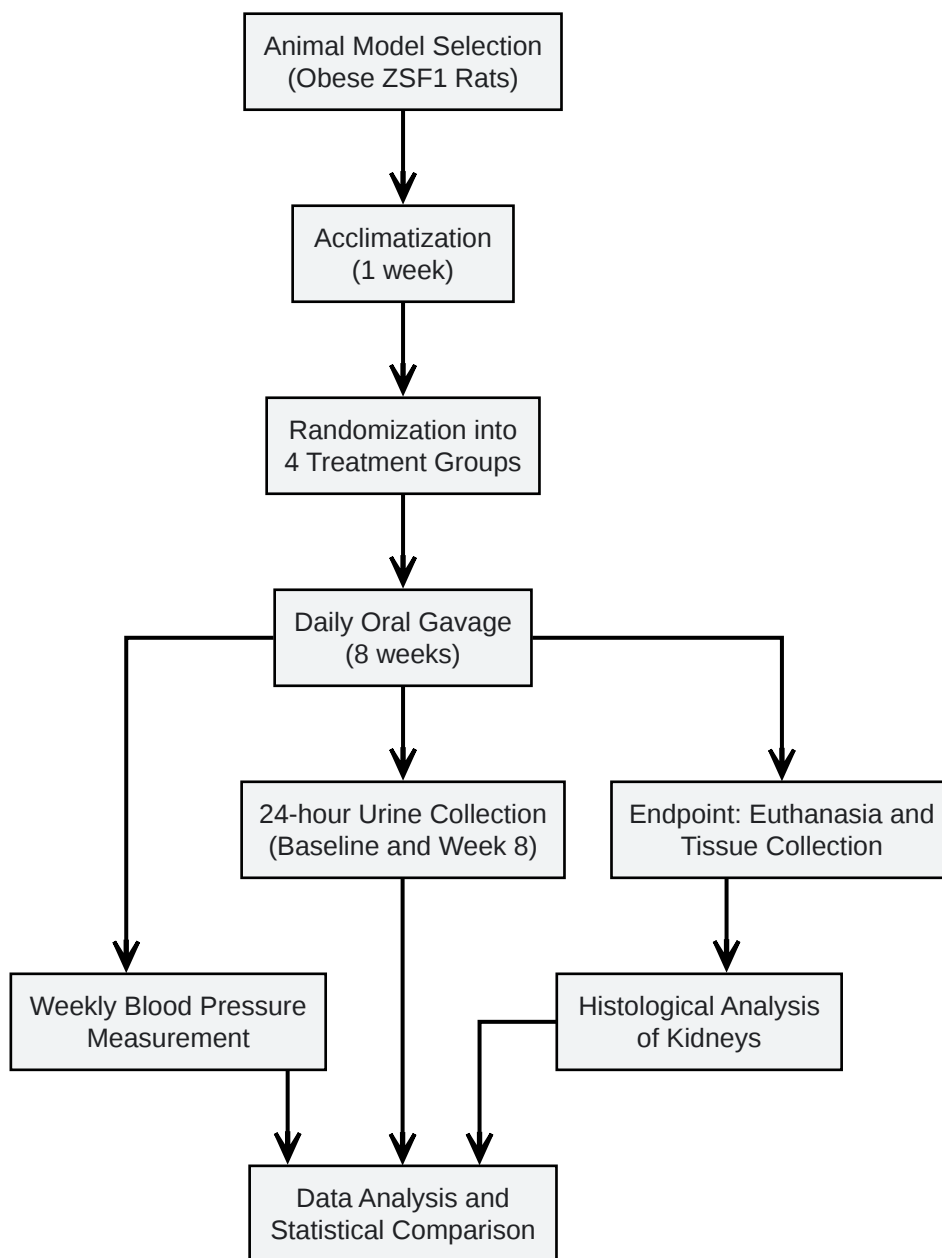 Animal Model Selection
(Obese ZSF1 Rats)
Acclimatization
(1 week)
Randomization into
4 Treatment Groups
Daily Oral Gavage
(8 weeks)
24-hour Urine Collection
(Baseline and Week 8)
Endpoint: Euthanasia and
Tissue Collection
Weekly Blood Pressure
Measurement
Histological Analysis
of Kidneys
Data Analysis and
Statistical Comparison